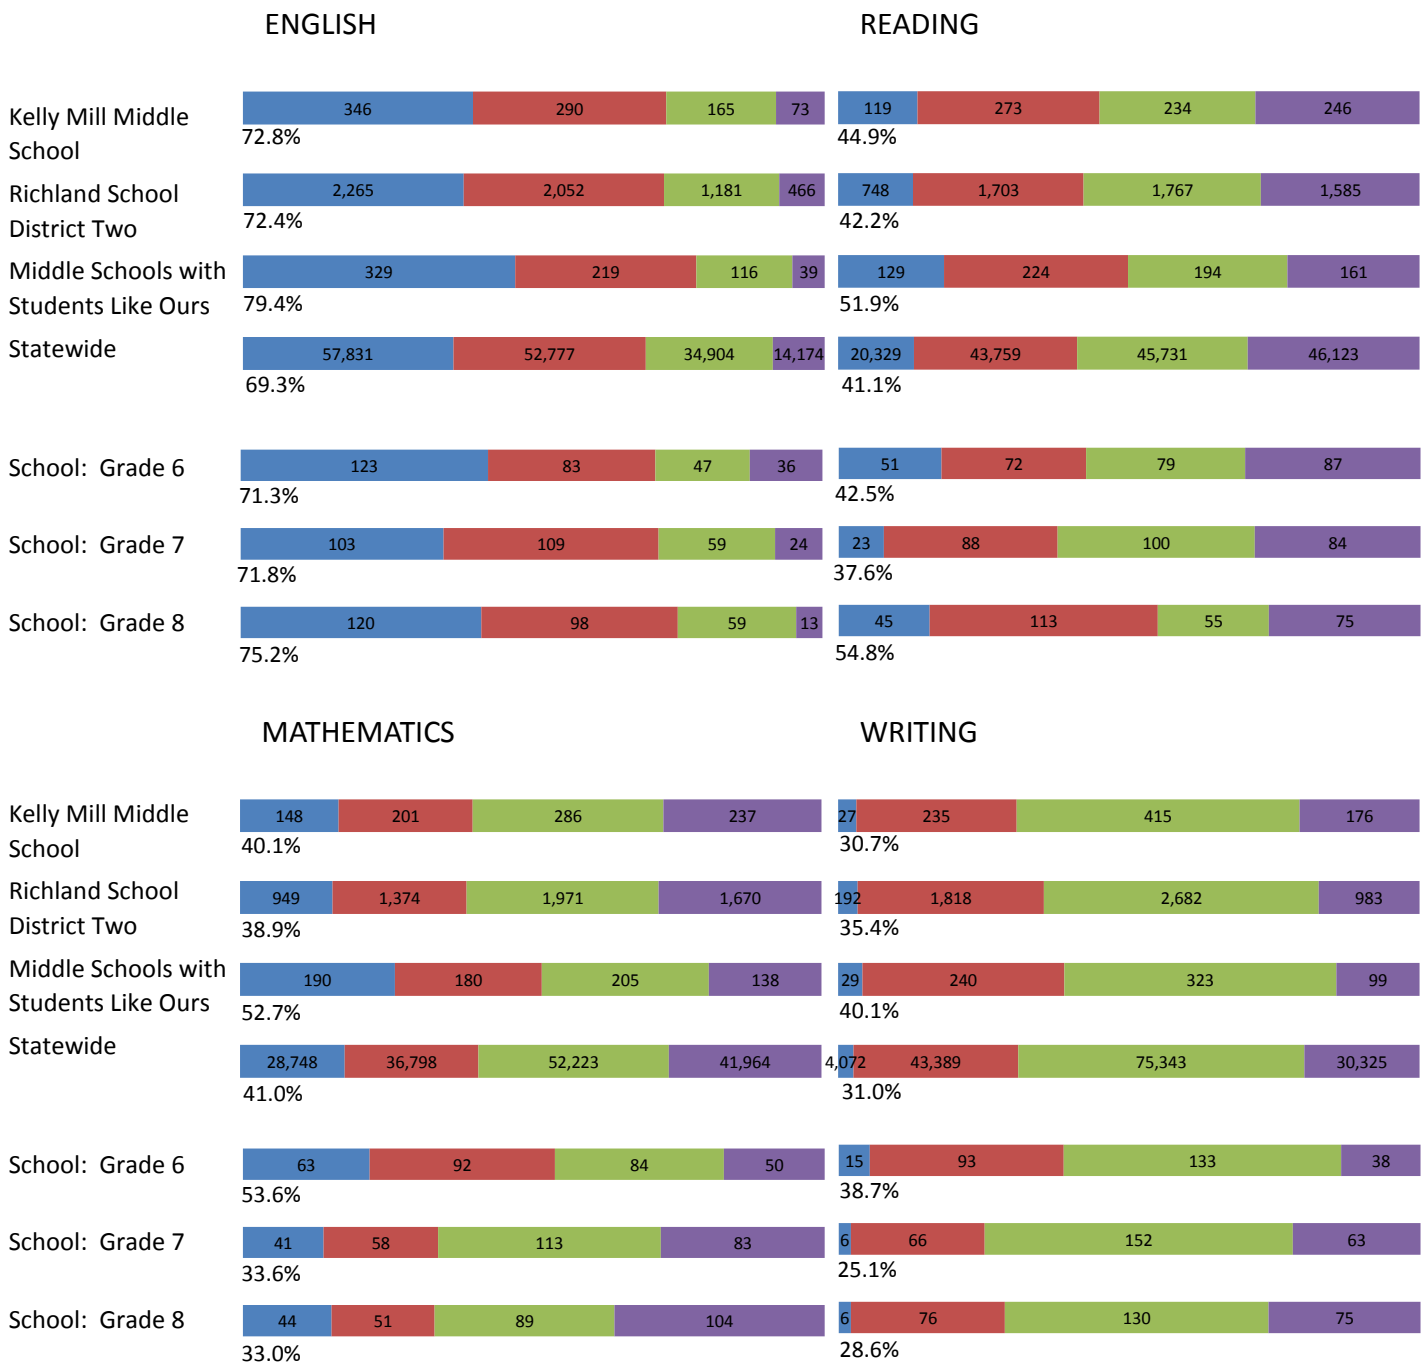 ENGLISH
READING
Kelly Mill Middle
School
346 290 165 73
72.8%
119 273 234 246
44.9%
Richland School
District Two
2,265 2,052 1,181 466
72.4%
748 1,703 1,767 1,585
42.2%
Middle Schools with
Students Like Ours
329 219 116 39
79.4%
129 224 194 161
51.9%
Statewide
57,831 52,777 34,904 14,174
69.3%
20,329 43,759 45,731 46,123
41.1%
School: Grade 6
123 83 47 36
71.3%
51 72 79 87
42.5%
School: Grade 7
103 109 59 24
71.8%
23 88 100 84
37.6%
School: Grade 8
120 98 59 13
75.2%
45 113 55 75
54.8%
MATHEMATICS
WRITING
Kelly Mill Middle
School
148 201 286 237
40.1%
27 235 415 176
30.7%
Richland School
District Two
949 1,374 1,971 1,670
38.9%
192 1,818 2,682 983
35.4%
Middle Schools with
Students Like Ours
190 180 205 138
52.7%
29 240 323 99
40.1%
Statewide
28,748 36,798 52,223 41,964
41.0%
4,072 43,389 75,343 30,325
31.0%
School: Grade 6
63 92 84 50
53.6%
15 93 133 38
38.7%
School: Grade 7
41 58 113 83
33.6%
6 66 152 63
25.1%
School: Grade 8
44 51 89 104
33.0%
6 76 130 75
28.6%